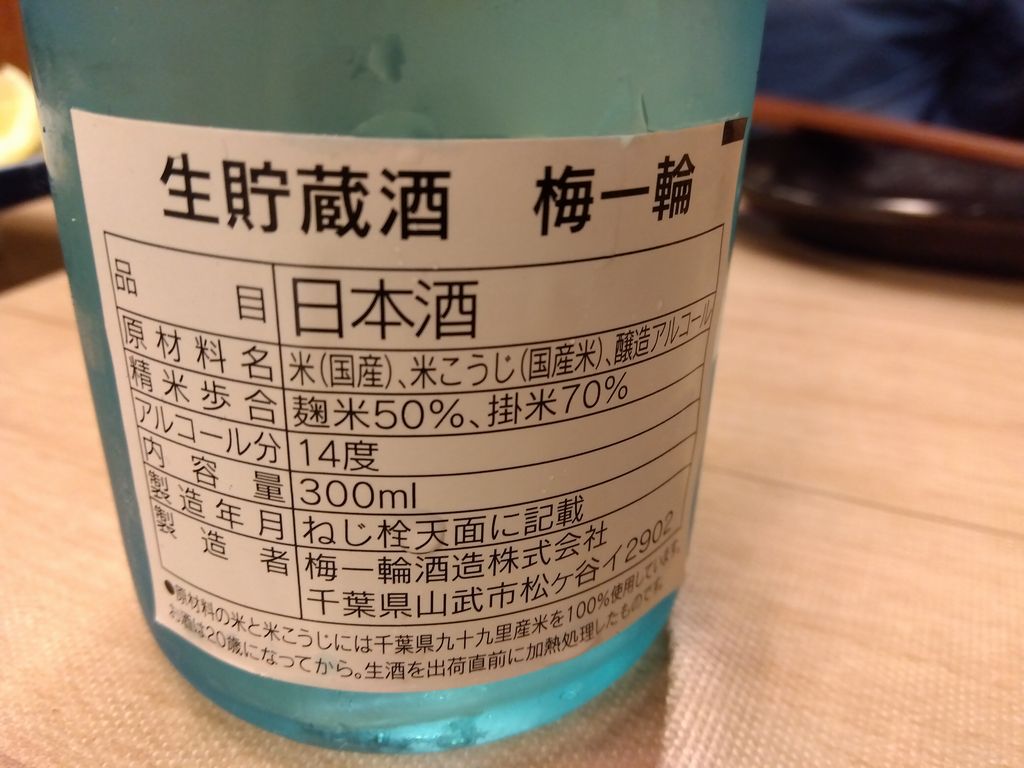 生貯蔵酒 梅一輪
品目 日本酒
原材料名 米(国産)、米こうじ(国産米)、醸造アルコール
精米歩合 麹米50%、掛米70%
アルコール分 14度
内容量 300ml
製造年月 ねじ栓天面に記載
製造者 梅一輪酒造株式会社
千葉県山武市松ヶ谷イ2902
●原材料の米と米こうじには千葉県九十九里産米を100%使用しています。
お酒は20歳になってから。生酒を出荷直前に加熱処理したものです。